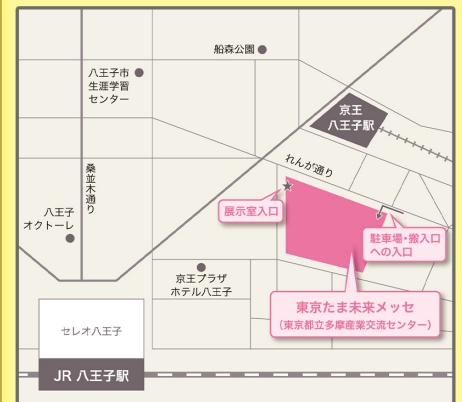 船森公園
八王子市
生涯学習
センター
京王
八王子駅
れんが通り
桑並木通り
展示室入口
八王子
オクトーレ
駐車場・搬入口
への入口
京王プラザ
ホテル八王子
東京たま未来メッセ
（東京都立多摩産業交流センター）
セレオ八王子
JR 八王子駅